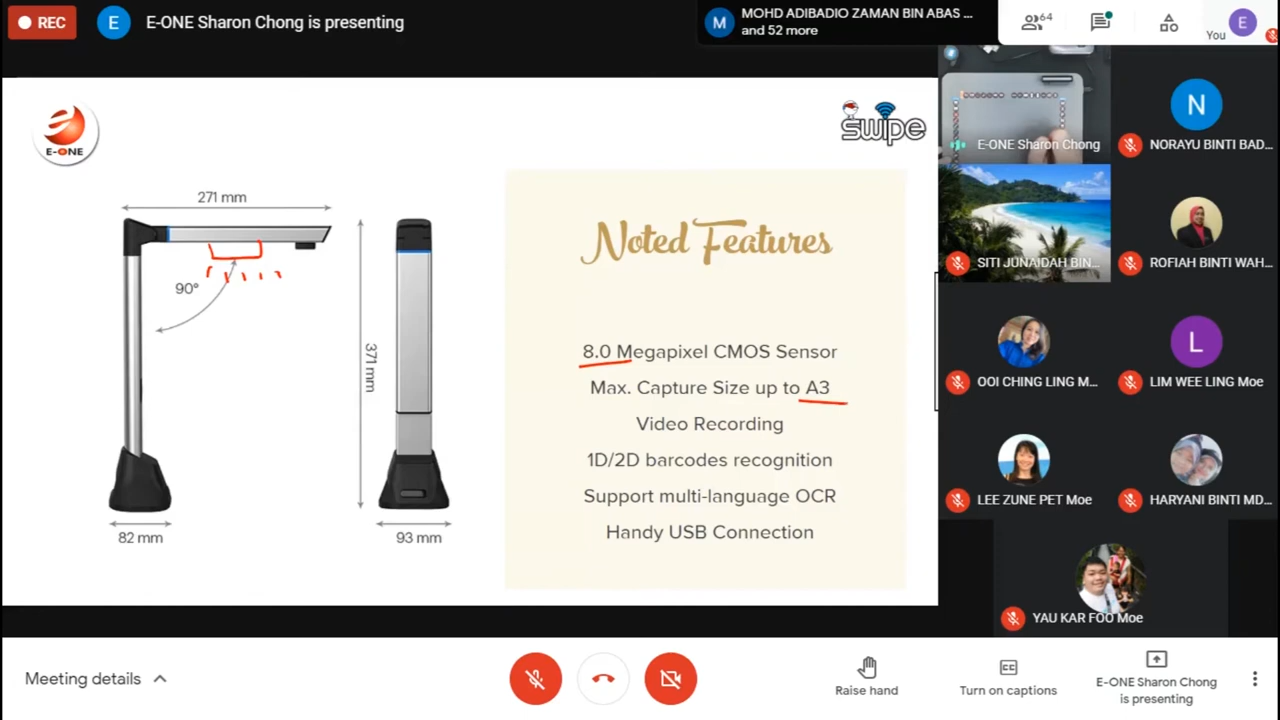 REC
E
E-ONE Sharon Chong is presenting
M
MOHD ADIBADIO ZAMAN BIN ABAS ...
and 52 more
64
You
E
E-ONE
swipe
271 mm
90°
371 mm
82 mm
93 mm
Noted Features
8.0 Megapixel CMOS Sensor
Max. Capture Size up to A3
Video Recording
1D/2D barcodes recognition
Support multi-language OCR
Handy USB Connection
E-ONE Sharon Chong
N
NORAYU BINTI BAD...
SITI JUNAIDAH BIN...
ROFIAH BINTI WAH...
OOI CHING LING M...
L
LIM WEE LING Moe
LEE ZUNE PET Moe
HARYANI BINTI MD...
YAU KAR FOO Moe
Meeting details
Raise hand
CC
Turn on captions
E-ONE Sharon Chong
is presenting